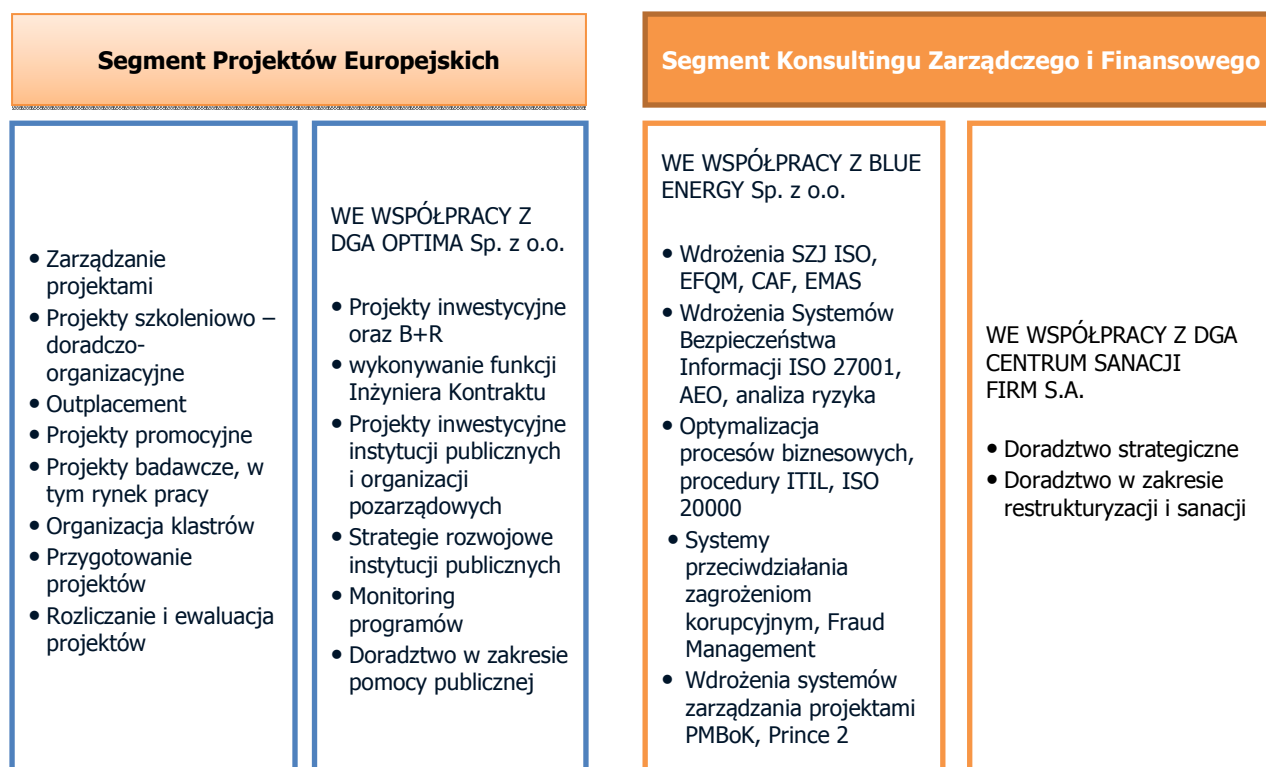 Segment Projektów Europejskich
Segment Konsultingu Zarządczego i Finansowego
• Zarządzanie
projektami
• Projekty szkoleniowo –
doradczo-
organizacyjne
• Outplacement
• Projekty promocyjne
• Projekty badawcze, w
tym rynek pracy
• Organizacja klastrów
• Przygotowanie
projektów
• Rozliczanie i ewaluacja
projektów
WE WSPÓŁPRACY Z
DGA OPTIMA Sp. z o.o.
• Projekty inwestycyjne
oraz B+R
• wykonywanie funkcji
Inżyniera Kontraktu
• Projekty inwestycyjne
instytucji publicznych
i organizacji
pozarządowych
• Strategie rozwojowe
instytucji publicznych
• Monitoring
programów
• Doradztwo w zakresie
pomocy publicznej
WE WSPÓŁPRACY Z BLUE
ENERGY Sp. z o.o.
• Wdrożenia SZJ ISO,
EFQM, CAF, EMAS
• Wdrożenia Systemów
Bezpieczeństwa
Informacji ISO 27001,
AEO, analiza ryzyka
• Optymalizacja
procesów biznesowych,
procedury ITIL, ISO
20000
• Systemy
przeciwdziałania
zagrożeniom
korupcyjnym, Fraud
Management
• Wdrożenia systemów
zarządzania projektami
PMBoK, Prince 2
WE WSPÓŁPRACY Z DGA
CENTRUM SANACJI
FIRM S.A.
• Doradztwo strategiczne
• Doradztwo w zakresie
restrukturyzacji i sanacji